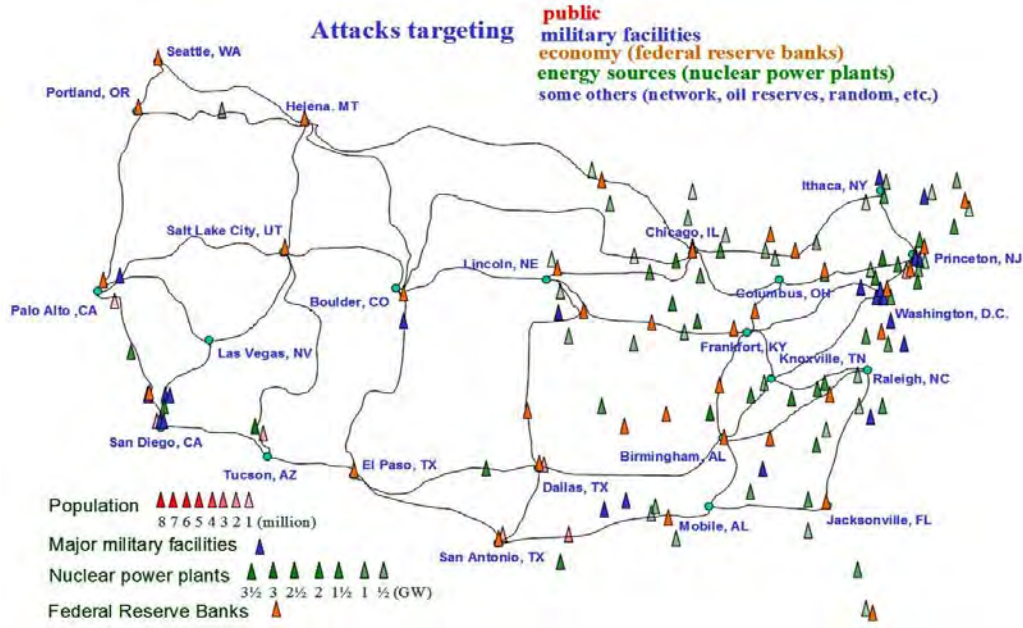 Attacks targeting
public
military facilities
economy (federal reserve banks)
energy sources (nuclear power plants)
some others (network, oil reserves, random, etc.)
Seattle, WA
Portland, OR
Helena, MT
Ithaca, NY
Salt Lake City, UT
Chicago, IL
Lincoln, NE
Princeton, NJ
Palo Alto ,CA
Boulder, CO
Columbus, OH
Washington, D.C.
Las Vegas, NV
Frankfort, KY
Knoxville, TN
Raleigh, NC
San Diego, CA
Tucson, AZ
El Paso, TX
Birmingham, AL
Dallas, TX
Mobile, AL
Jacksonville, FL
San Antonio, TX
Population
8 7 6 5 4 3 2 1 (million)
Major military facilities
Nuclear power plants
3½ 3 2½ 2 1½ 1 ½ (GW)
Federal Reserve Banks